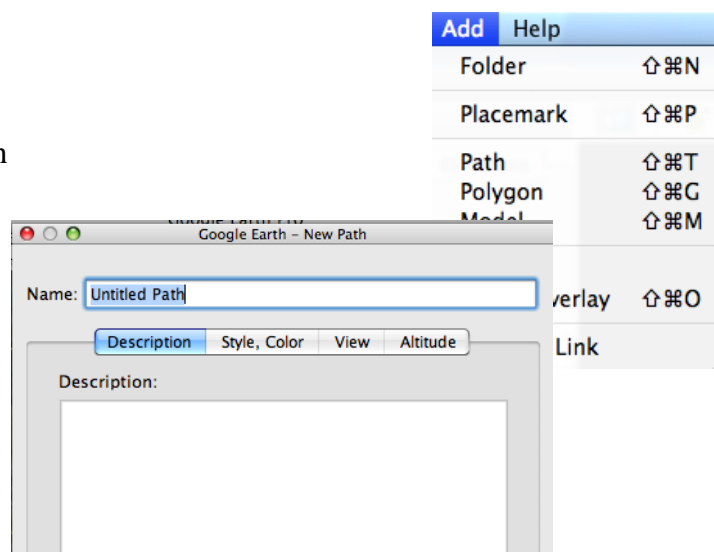 Add Help
Folder ⇧⌘N
Placemark ⇧⌘P
Path ⇧⌘T
Polygon ⇧⌘G
Model ⇧⌘M
⇧⌘O
Link
Google Earth – New Path
Name: Untitled Path
Description Style, Color View Altitude
Description: